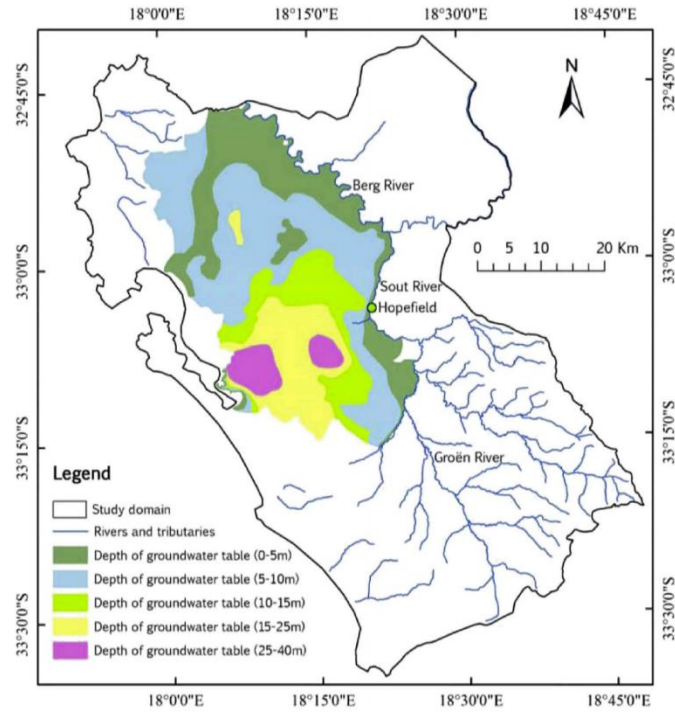 18°0'0"E 18°15'0"E 18°30'0"E 18°45'0"E
32°45'0"S
33°0'0"S
33°15'0"S
33°30'0"S
32°45'0"S
33°0'0"S
33°15'0"S
33°30'0"S
N
Berg River
0 5 10 20 Km
Sout River
Hopefield
Groën River
Legend
Study domain
Rivers and tributaries
Depth of groundwater table (0-5m)
Depth of groundwater table (5-10m)
Depth of groundwater table (10-15m)
Depth of groundwater table (15-25m)
Depth of groundwater table (25-40m)
18°0'0"E 18°15'0"E 18°30'0"E 18°45'0"E